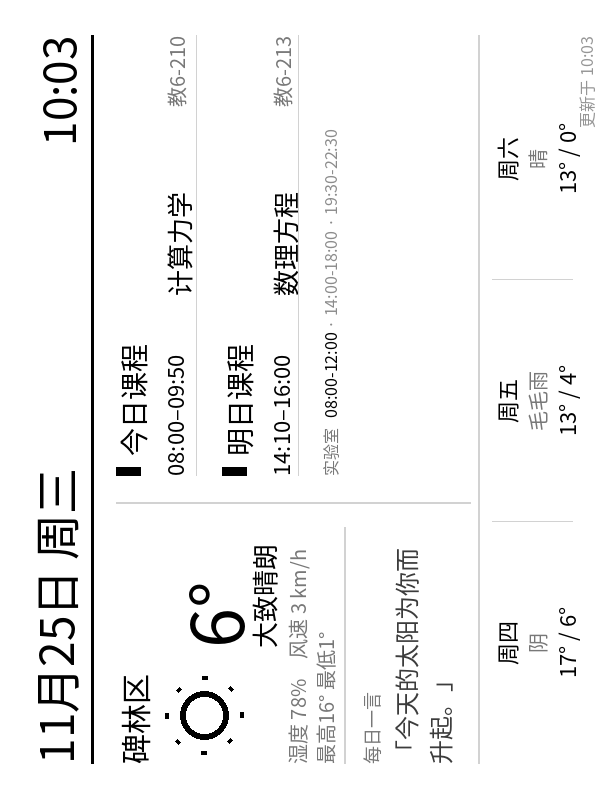 11月25日 周三
10:03
碑林区
6°
大致晴朗
湿度 78% 风速 3 km/h
最高16° 最低1°
每日一言
「今天的太阳为你而
升起。」
今日课程
08:00–09:50 计算力学 教6-210
明日课程
14:10–16:00 数理方程 教6-213
实验室 08:00-12:00 · 14:00-18:00 · 19:30-22:30
周四
阴
17° / 6°
周五
毛毛雨
13° / 4°
周六
晴
13° / 0°
更新于 10:03